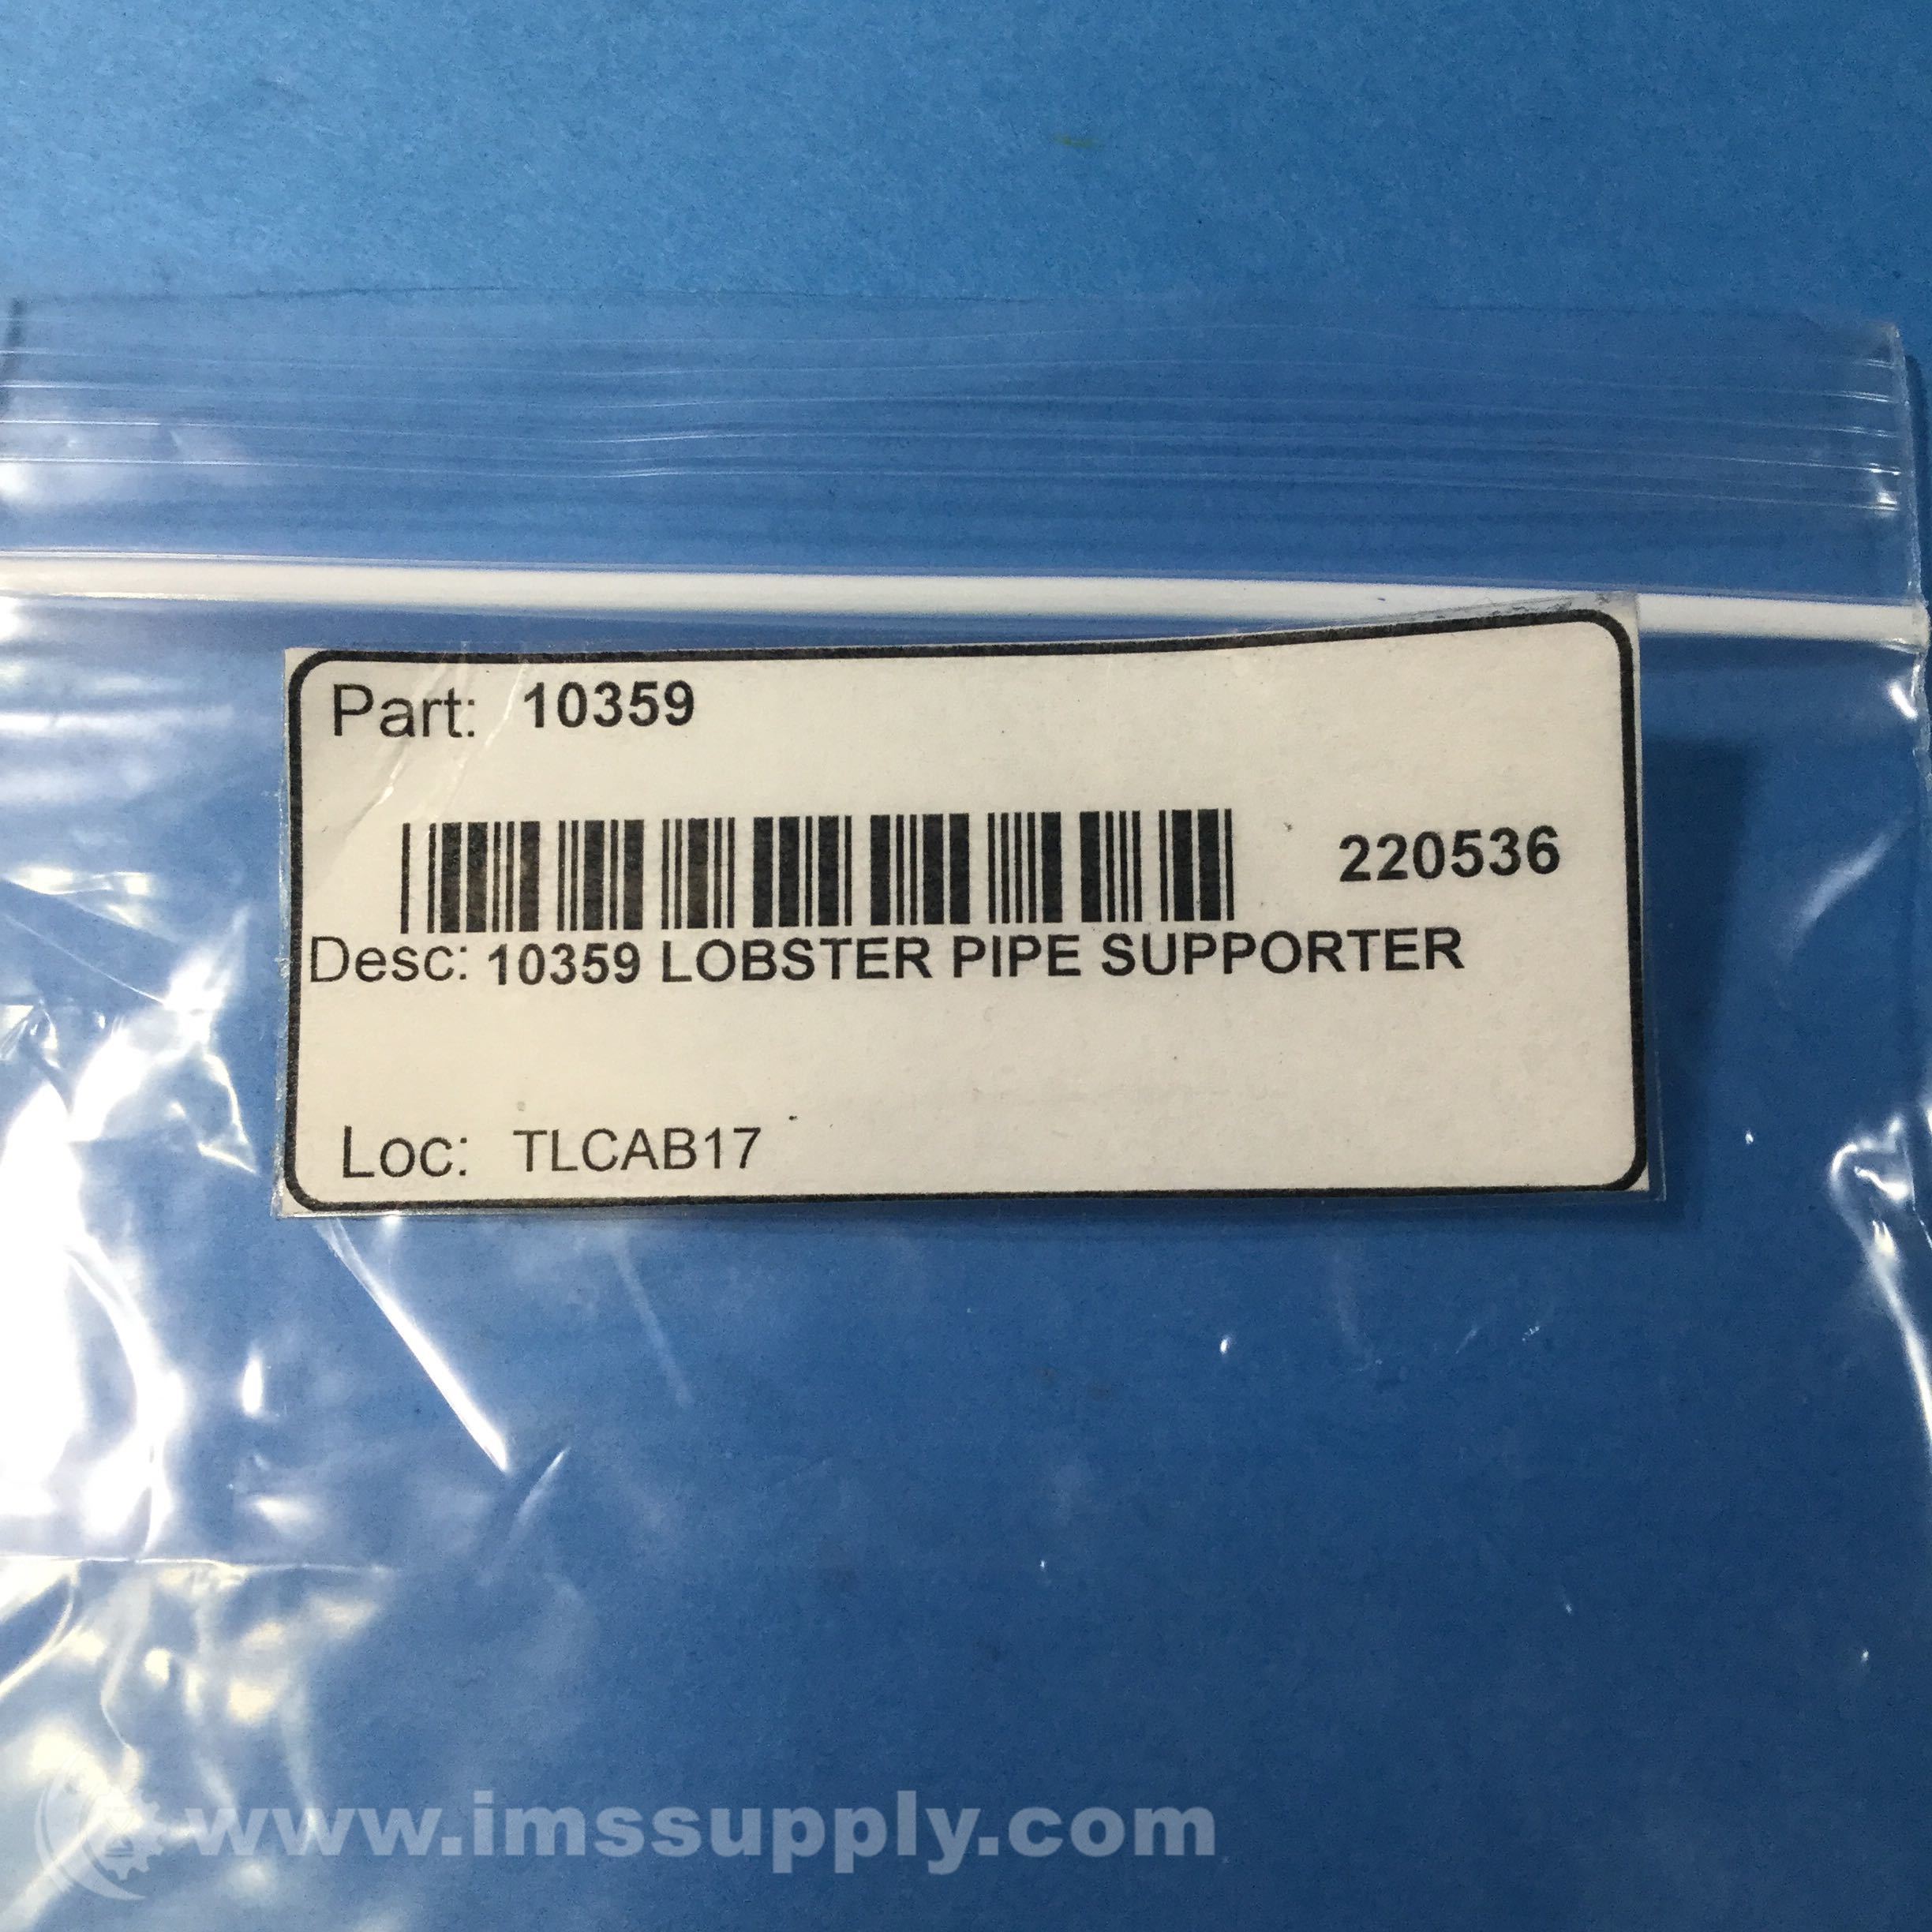 Part: 10359
220536
Desc: 10359 LOBSTER PIPE SUPPORTER
Loc: TLCAB17
www.imssupply.com